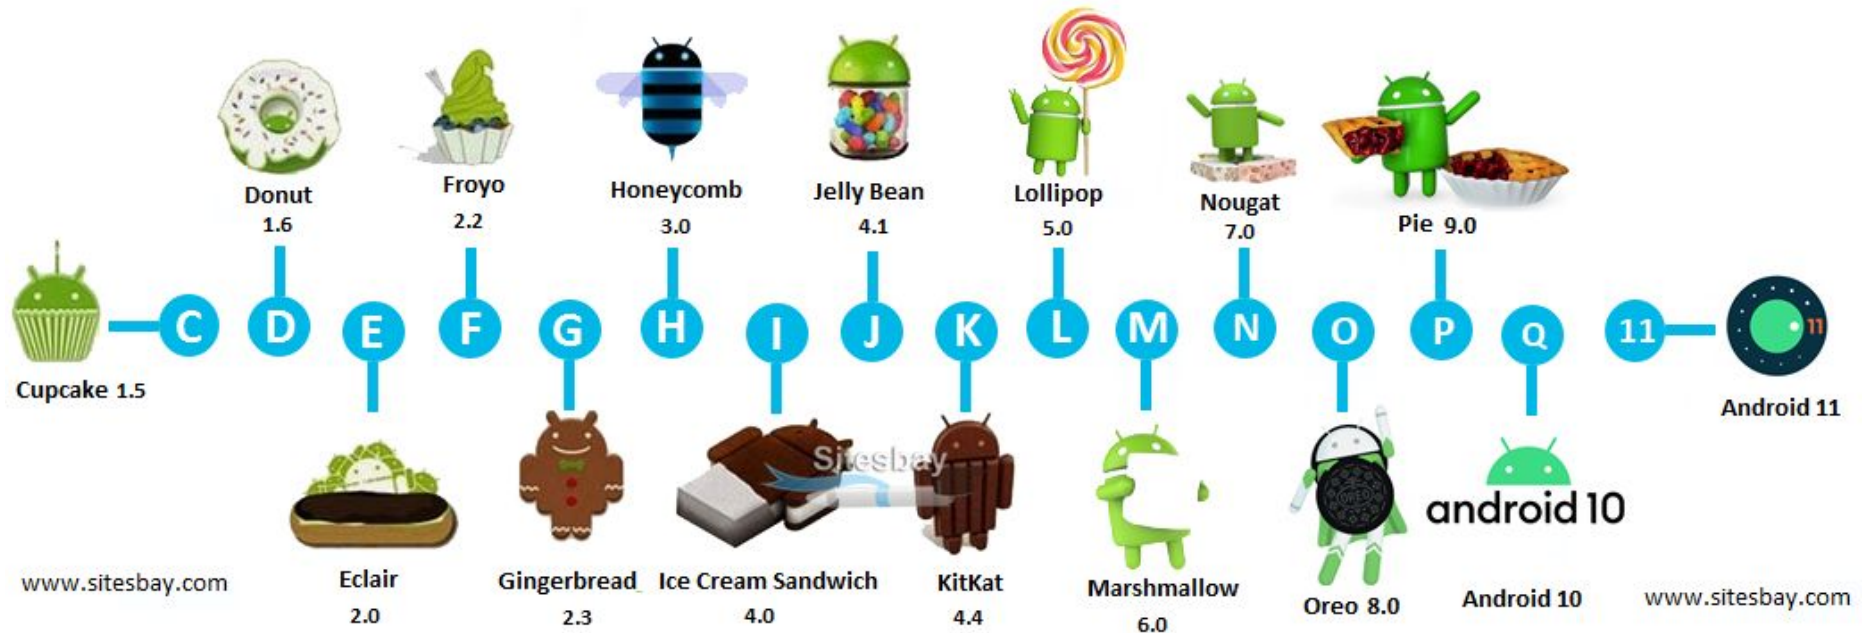 Donut
1.6
Froyo
2.2
Honeycomb
3.0
Jelly Bean
4.1
Lollipop
5.0
Nougat
7.0
Pie 9.0
Cupcake 1.5
C
D
E
F
G
H
I
J
K
L
M
N
O
P
Q
11
11
Android 11
Sitesbay
OREO
android 10
www.sitesbay.com
Eclair
2.0
Gingerbread
2.3
Ice Cream Sandwich
4.0
KitKat
4.4
Marshmallow
6.0
Oreo 8.0
Android 10
www.sitesbay.com